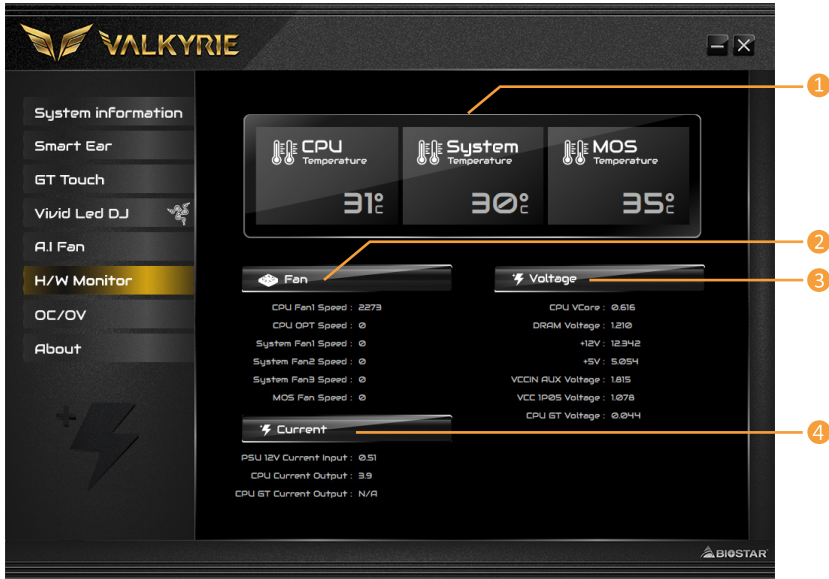 VALKYRIE
System information
Smart Ear
GT Touch
Vivid Led DJ
A.I Fan
H/W Monitor
OC/OV
About
1
CPU
Temperature
31°C
System
Temperature
30°C
MOS
Temperature
35°C
2
Fan
CPU Fan1 Speed : 2273
CPU OPT Speed : 0
System Fan1 Speed : 0
System Fan2 Speed : 0
System Fan3 Speed : 0
MOS Fan Speed : 0
3
Voltage
CPU VCore : 0.616
DRAM Voltage : 1.210
+12V : 12.342
+5V : 5.054
VCCIN AUX Voltage : 1.815
VCC 1P05 Voltage : 1.078
CPU GT Voltage : 0.044
4
Current
PSU 12V Current Input : 0.51
CPU Current Output : 3.9
CPU GT Current Output : N/A
BIOSTAR